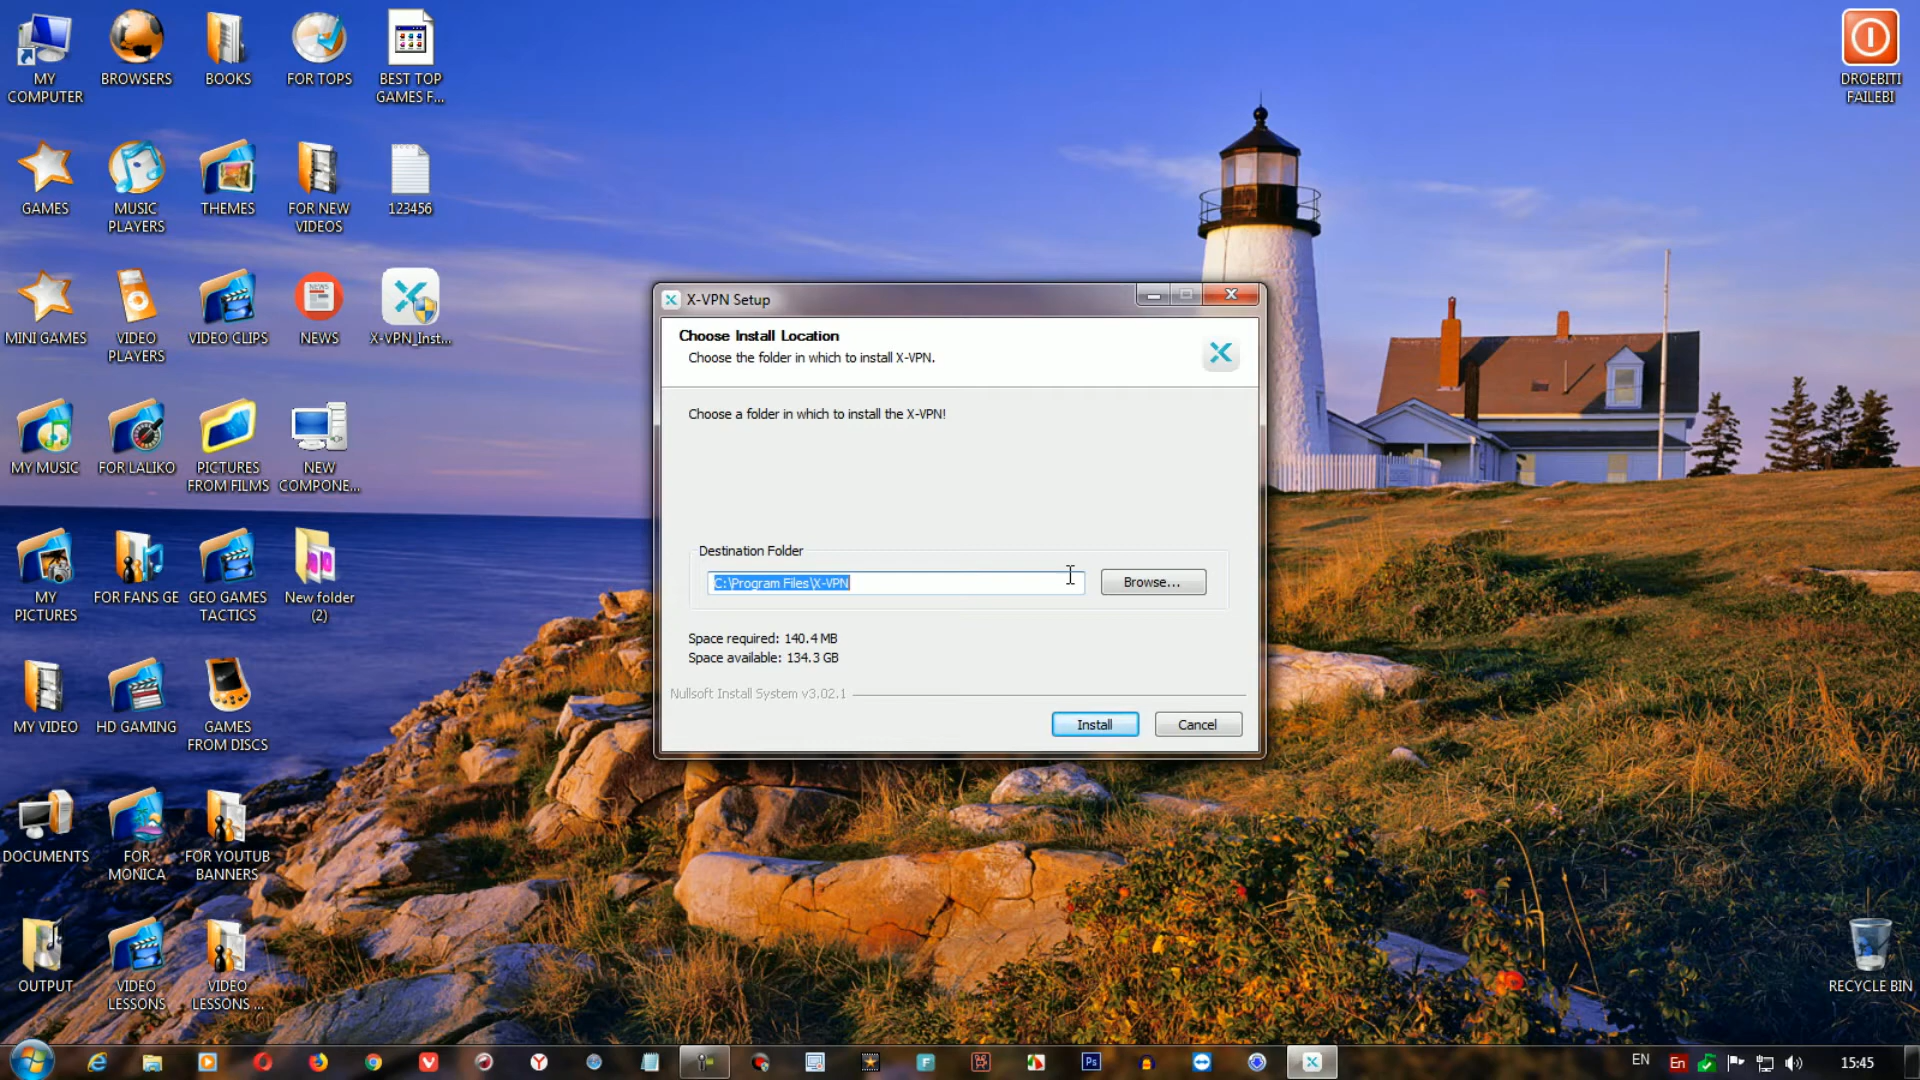 MY
COMPUTER
BROWSERS
BOOKS
FOR TOPS
BEST TOP
GAMES F...
DROEBITI
FAILEBI
GAMES
MUSIC
PLAYERS
THEMES
FOR NEW
VIDEOS
123456
MINI GAMES
VIDEO
PLAYERS
VIDEO CLIPS
NEWS
NEWS
X-VPN_Inst...
MY MUSIC
FOR LALIKO
PICTURES
FROM FILMS
NEW
COMPONE...
MY
PICTURES
FOR FANS GE
GEO GAMES
TACTICS
New folder
(2)
MY VIDEO
HD GAMING
GAMES
FROM DISCS
DOCUMENTS
FOR
MONICA
FOR YOUTUB
BANNERS
OUTPUT
VIDEO
LESSONS
VIDEO
LESSONS ...
RECYCLE BIN
X-VPN Setup
Choose Install Location
Choose the folder in which to install X-VPN.
Choose a folder in which to install the X-VPN!
Destination Folder
C:\Program Files\X-VPN
Browse...
Space required: 140.4 MB
Space available: 134.3 GB
Nullsoft Install System v3.02.1
Install
Cancel
Ps
EN
En
15:45